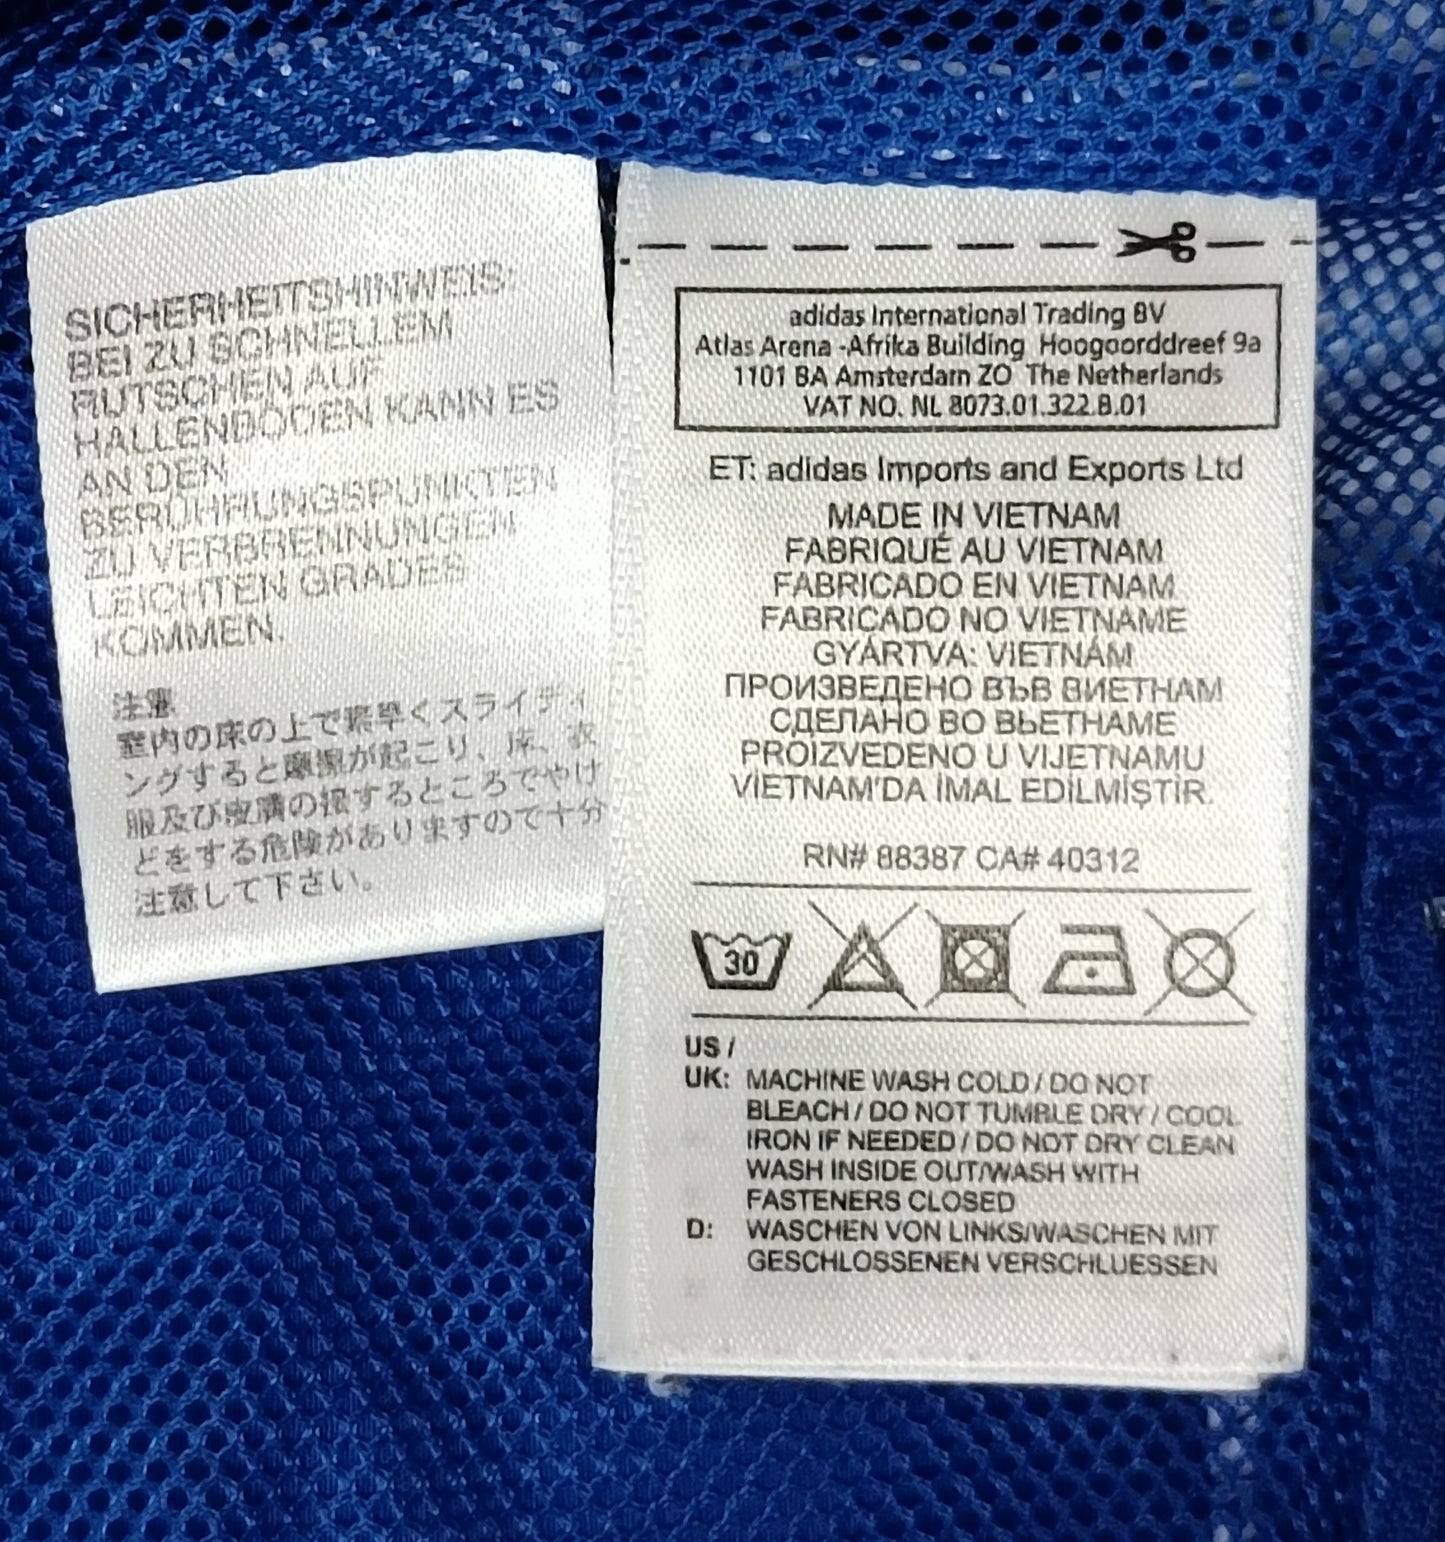 SICHERHEITSHINWEIS:
BEI ZU SCHNELLEM
RUTSCHEN AUF
HALLENBÖDEN KANN ES
AN DEN
BERÜHRUNGSPUNKTEN
ZU VERBRENNUNGEN
LEICHTEN GRADES
KOMMEN.
注意
室内の床の上で素早くスライディ
ングすると摩擦が起こり、床、衣
服及び皮膚の接するところでやけ
どをする危険がありますので十分
注意して下さい。
adidas International Trading BV
Atlas Arena -Afrika Building Hoogoorddreef 9a
1101 BA Amsterdam ZO The Netherlands
VAT NO. NL 8073.01.322.B.01
ET: adidas Imports and Exports Ltd
MADE IN VIETNAM
FABRIQUÉ AU VIETNAM
FABRICADO EN VIETNAM
FABRICADO NO VIETNAME
GYÁRTVA: VIETNÁM
ПРОИЗВЕДЕНО ВЪВ ВИЕТНАМ
СДЕЛАНО ВО ВЬЕТНАМЕ
PROIZVEDENO U VIJETNAMU
VİETNAM'DA İMAL EDİLMİŞTİR.
RN# 88387 CA# 40312
30
US /
UK: MACHINE WASH COLD / DO NOT
BLEACH / DO NOT TUMBLE DRY / COOL
IRON IF NEEDED / DO NOT DRY CLEAN
WASH INSIDE OUT/WASH WITH
FASTENERS CLOSED
D: WASCHEN VON LINKS/WASCHEN MIT
GESCHLOSSENEN VERSCHLUESSEN